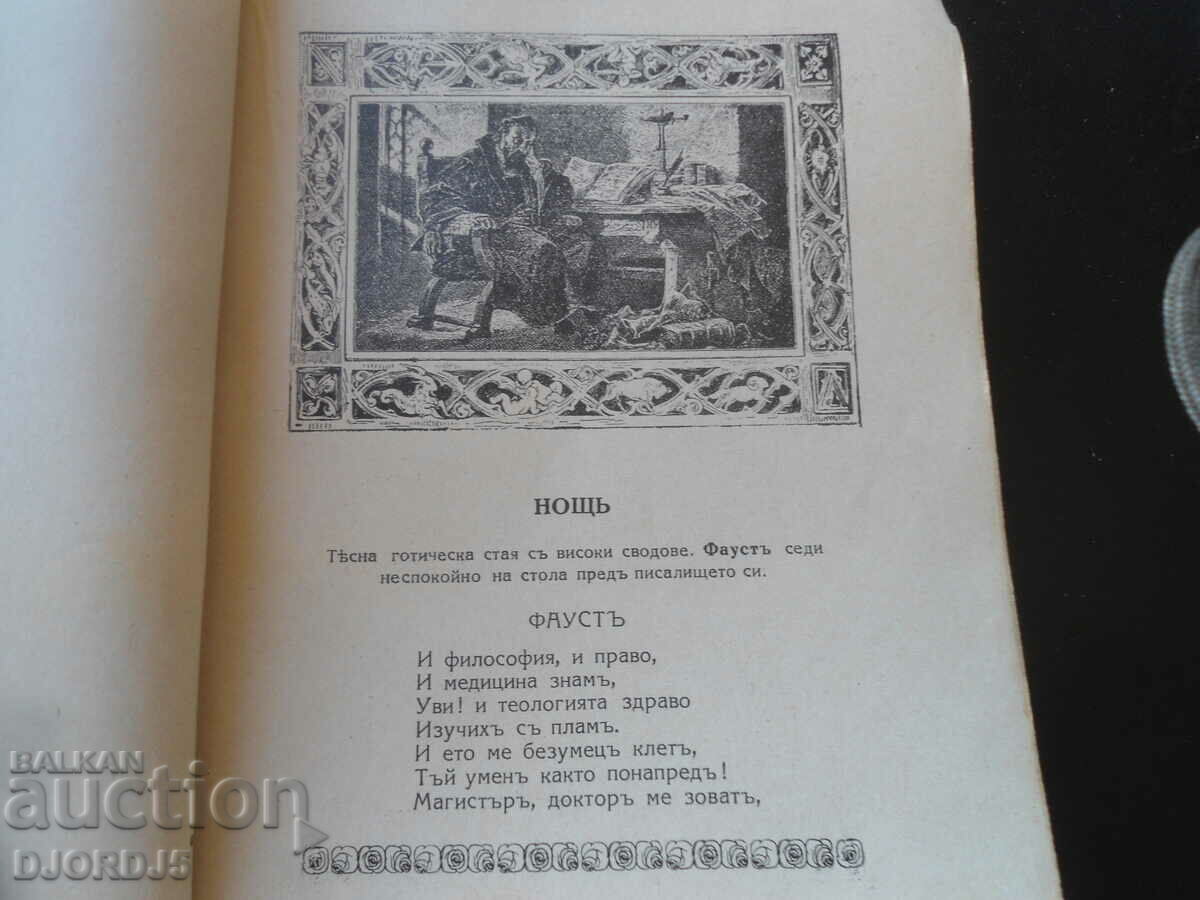 НОЩЬ
Тѣсна готическа стая съ високи сводове. Фаустъ седи
неспокойно на стола предъ писалището си.
ФАУСТЪ
И философия, и право,
И медицина знамъ,
Уви! и теологията здраво
Изучихъ съ пламъ.
И ето ме безумецъ клетъ,
Тъй уменъ както понапредъ!
Магистъръ, докторъ ме зоватъ,
BALKAN
auction
DJORDJ5